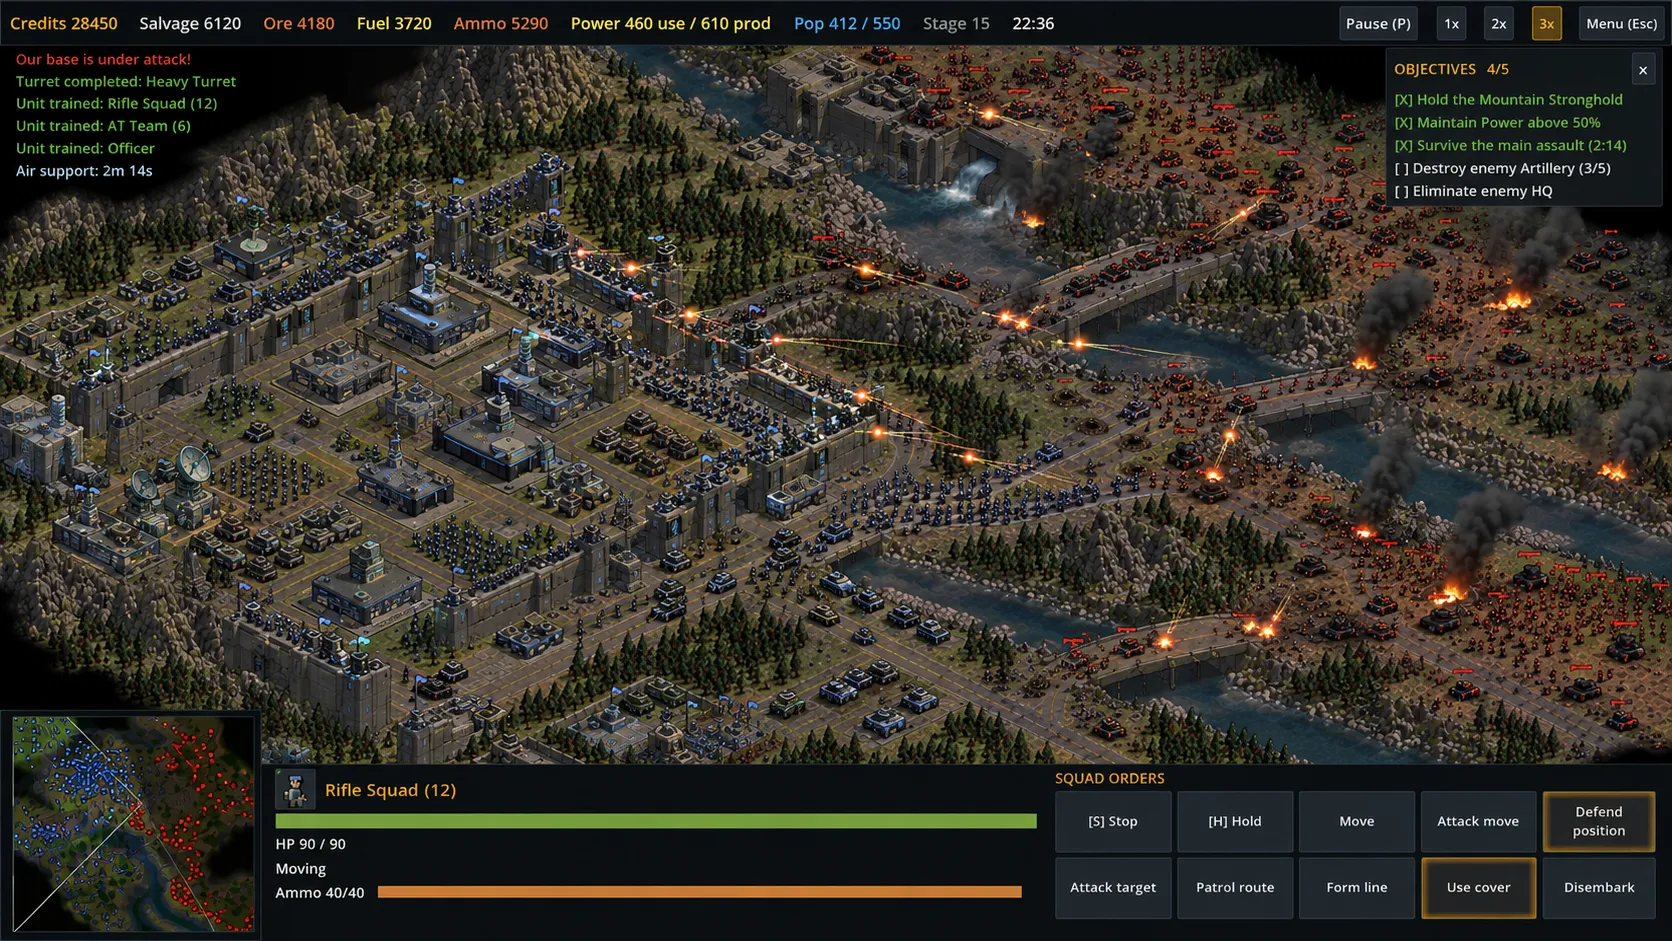 Credits 28450 Salvage 6120 Ore 4180 Fuel 3720 Ammo 5290 Power 460 use / 610 prod Pop 412 / 550 Stage 15 22:36 Pause (P) 1x 2x 3x Menu (Esc)
Our base is under attack!
Turret completed: Heavy Turret
Unit trained: Rifle Squad (12)
Unit trained: AT Team (6)
Unit trained: Officer
Air support: 2m 14s
OBJECTIVES 4/5 ×
[X] Hold the Mountain Stronghold
[X] Maintain Power above 50%
[X] Survive the main assault (2:14)
[ ] Destroy enemy Artillery (3/5)
[ ] Eliminate enemy HQ
Rifle Squad (12)
HP 90 / 90
Moving
Ammo 40/40
SQUAD ORDERS
[S] Stop [H] Hold Move Attack move Defend
position
Attack target Patrol route Form line Use cover Disembark